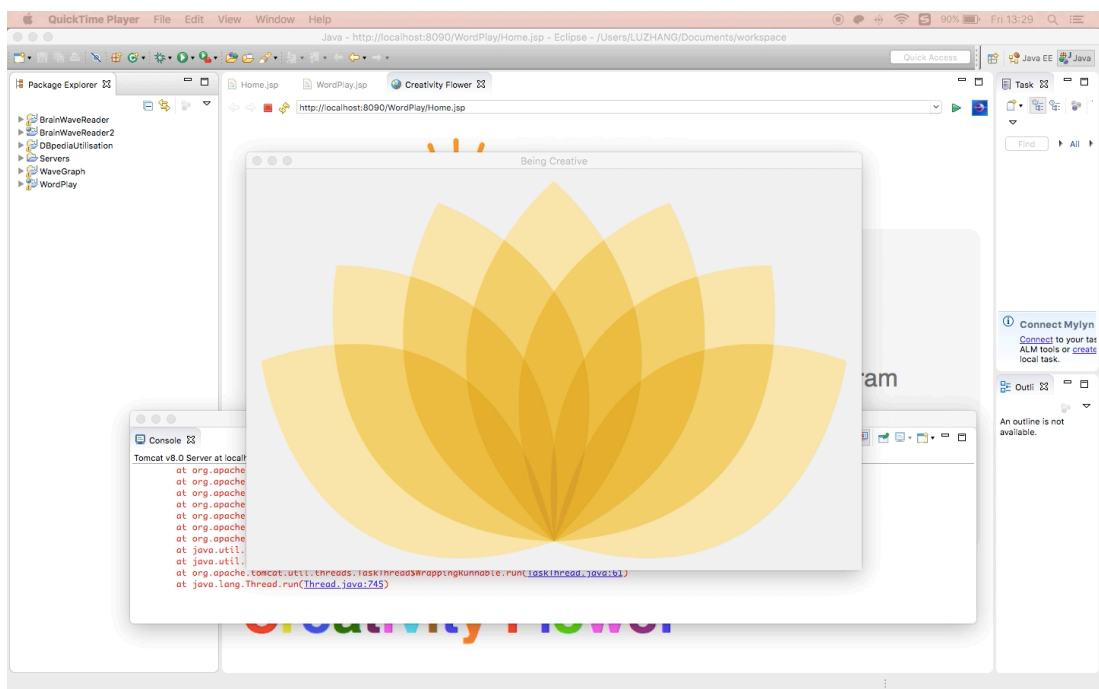 QuickTime Player File Edit View Window Help 90% Fri 13:29
Java - http://localhost:8090/WordPlay/Home.jsp - Eclipse - /Users/LUZHANG/Documents/workspace
Quick Access Java EE Java
Package Explorer
BrainWaveReader
BrainWaveReader2
DBpediaUtilisation
Servers
WaveGraph
WordPlay
Home.jsp WordPlay.jsp Creativity Flower
http://localhost:8090/WordPlay/Home.jsp
Being Creative
ram
Console
Tomcat v8.0 Server at localh
at org.apache
at org.apache
at org.apache
at org.apache
at org.apache
at org.apache
at org.apache
at java.util.
at java.util.
at org.apache.tomcat.util.threads.TaskThread$WrappingRunnable.run(TaskThread.java:61)
at java.lang.Thread.run(Thread.java:745)
Creativity Flower
Task
Find All
Connect Mylyn
Connect to your tas
ALM tools or create
local task.
Outli
An outline is not
available.